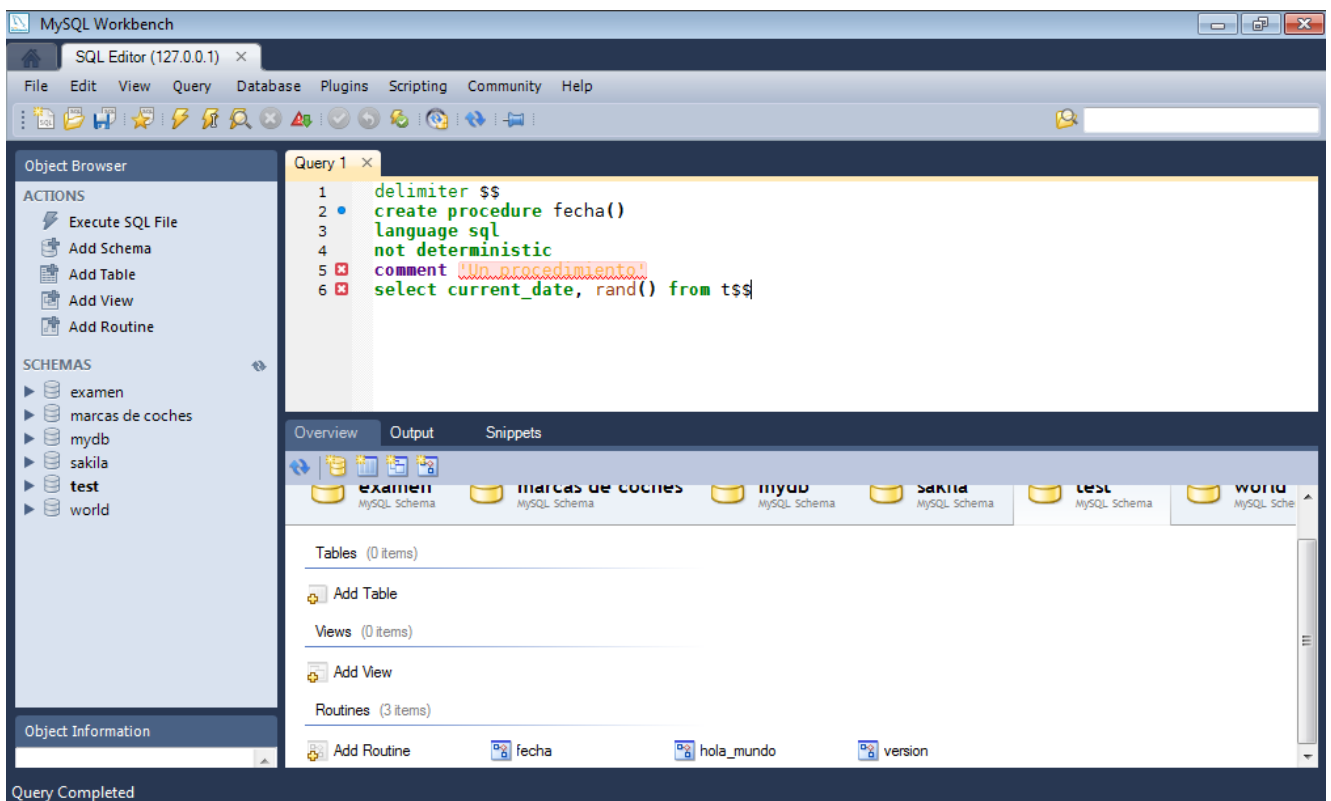 MySQL Workbench
SQL Editor (127.0.0.1)
File Edit View Query Database Plugins Scripting Community Help
Object Browser
ACTIONS
Execute SQL File
Add Schema
Add Table
Add View
Add Routine
SCHEMAS
examen
marcas de coches
mydb
sakila
test
world
Object Information
Query 1
1 delimiter $$
2 create procedure fecha()
3 language sql
4 not deterministic
5 comment 'Un procedimiento'
6 select current_date, rand() from t$$
Overview Output Snippets
examen marcas de coches mydb sakila test world
MySQL Schema MySQL Schema MySQL Schema MySQL Schema MySQL Schema MySQL Sche
Tables (0 items)
Add Table
Views (0 items)
Add View
Routines (3 items)
Add Routine fecha hola_mundo version
Query Completed